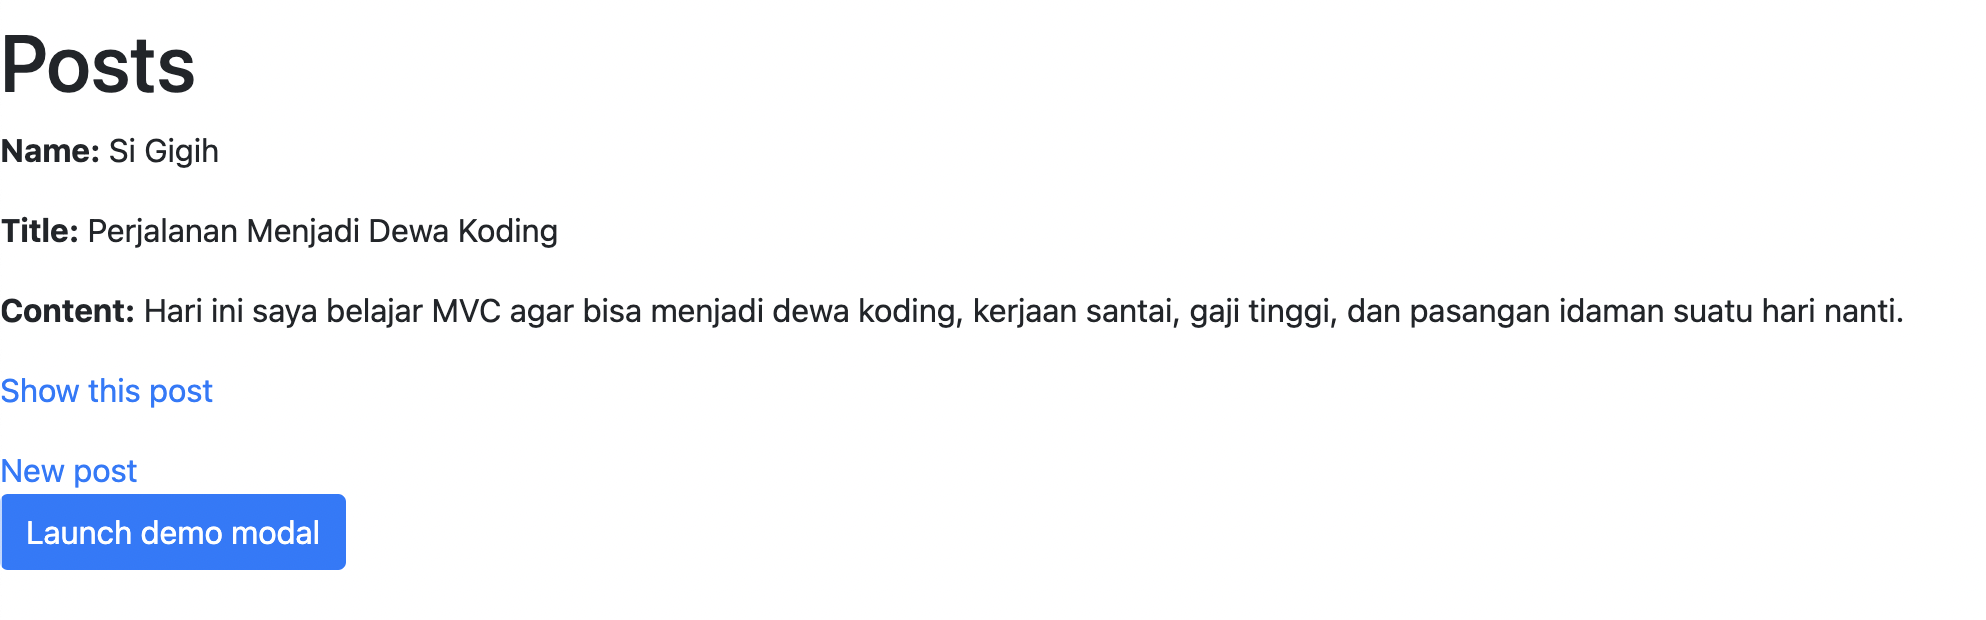 Posts
Name: Si Gigih
Title: Perjalanan Menjadi Dewa Koding
Content: Hari ini saya belajar MVC agar bisa menjadi dewa koding, kerjaan santai, gaji tinggi, dan pasangan idaman suatu hari nanti.
Show this post
New post
Launch demo modal